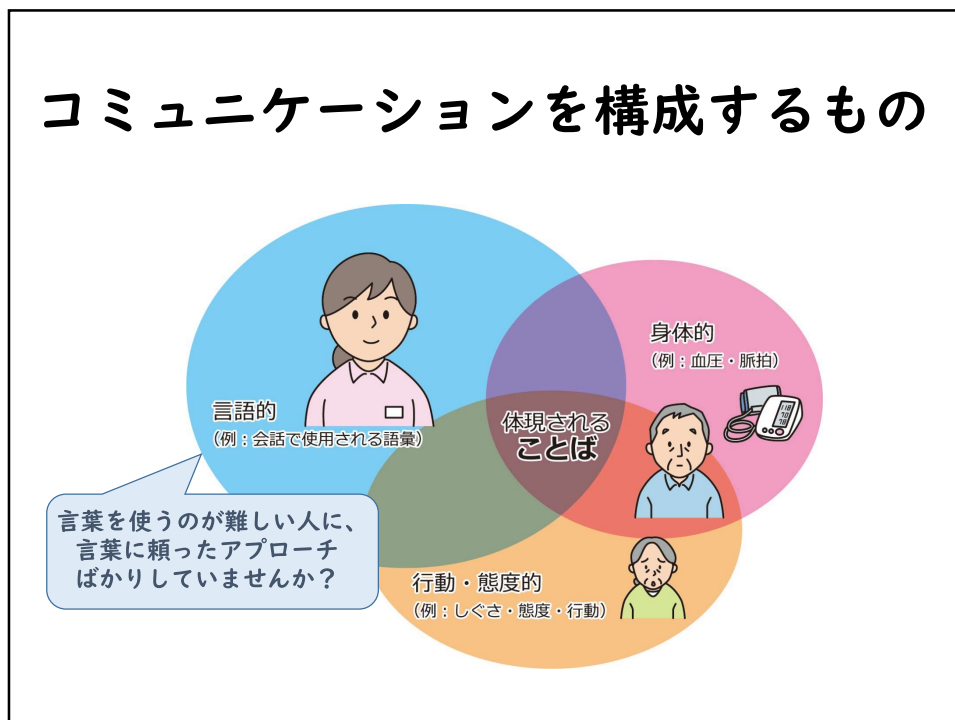 コミュニケーションを構成するもの
身体的
(例：血圧・脈拍)
118
70
78
言語的
(例：会話で使用される語彙)
体現される
ことば
言葉を使うのが難しい人に、
言葉に頼ったアプローチ
ばかりしていませんか？
行動・態度的
(例：しぐさ・態度・行動)